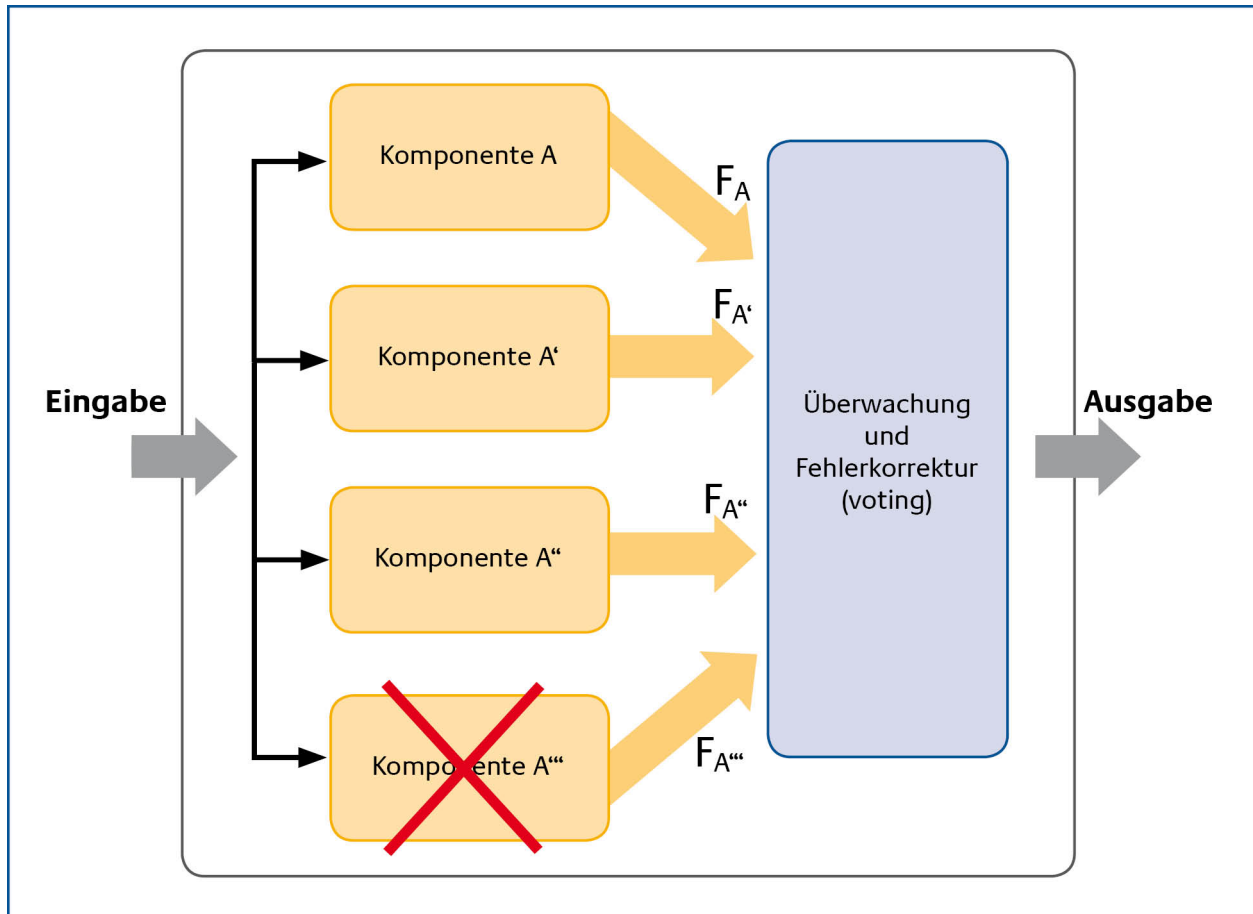 Komponente A
F_A
Komponente A‘
F_A‘
Eingabe
Überwachung
und
Fehlerkorrektur
(voting)
Ausgabe
Komponente A“
F_A“
Komponente A“‘
F_A“‘